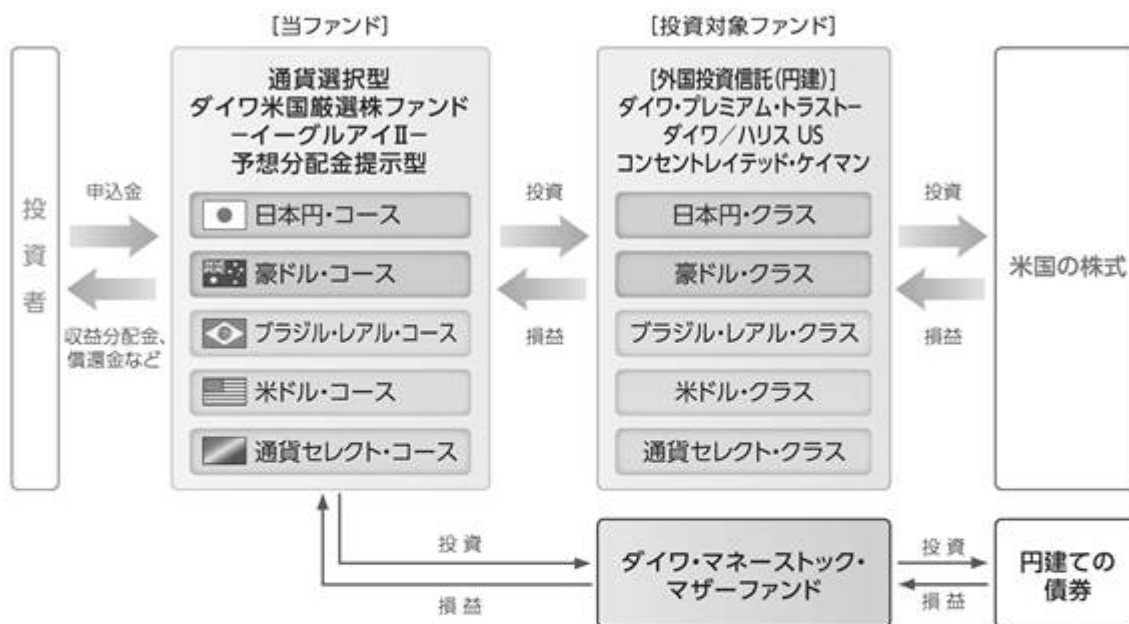 [当ファンド]
[投資対象ファンド]
投資者
申込金
収益分配金、
償還金など
通貨選択型
ダイワ米国厳選株ファンド
-イーグルアイⅡ-
予想分配金提示型
日本円・コース
豪ドル・コース
ブラジル・レアル・コース
米ドル・コース
通貨セレクト・コース
投資
損益
[外国投資信託(円建)]
ダイワ・プレミアム・トラスト-
ダイワ/ハリス US
コンセントレイテッド・ケイマン
日本円・クラス
豪ドル・クラス
ブラジル・レアル・クラス
米ドル・クラス
通貨セレクト・クラス
投資
損益
米国の株式
投資
損益
ダイワ・マネーストック・
マザーファンド
投資
損益
円建ての
債券